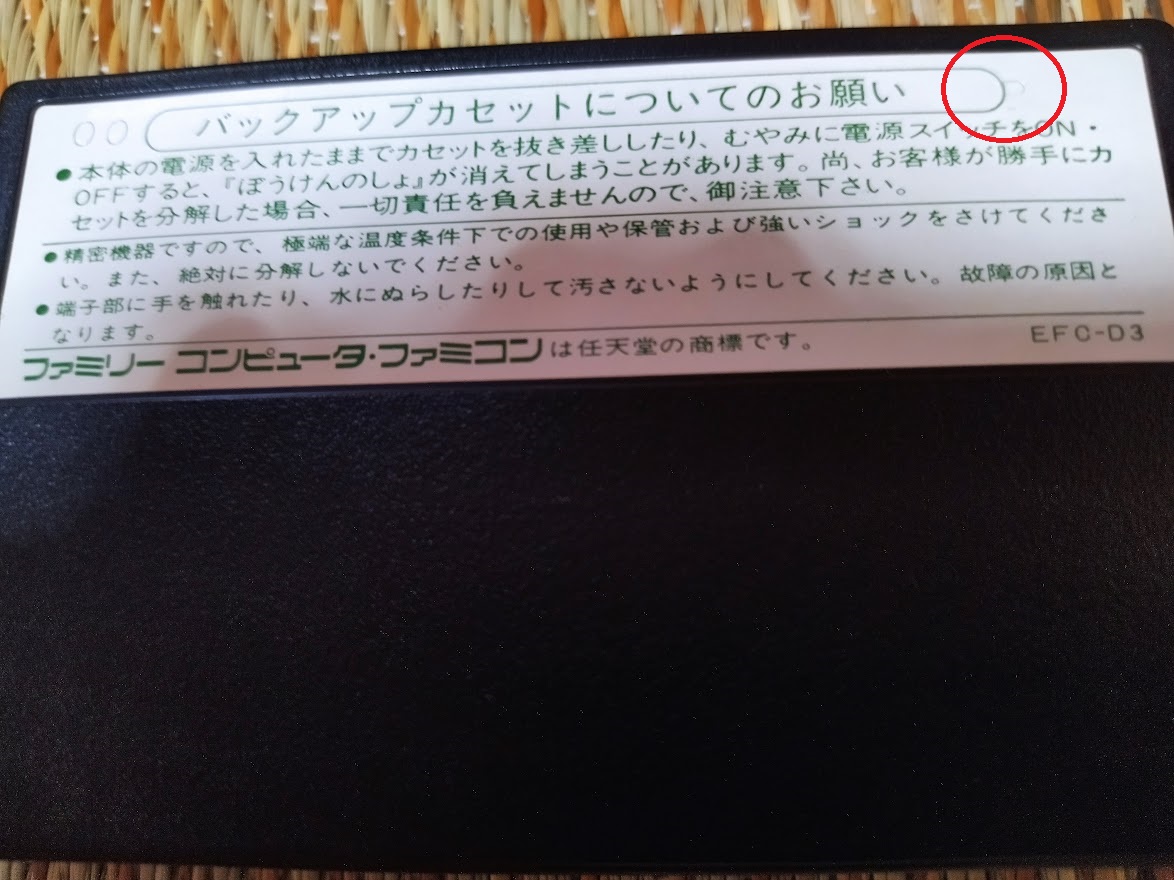 00
バックアップカセットについてのお願い
●本体の電源を入れたままでカセットを抜き差ししたり、むやみに電源スイッチをON・
OFFすると、『ぼうけんのしょ』が消えてしまうことがあります。尚、お客様が勝手にカ
セットを分解した場合、一切責任を負えませんので、御注意下さい。
●精密機器ですので、極端な温度条件下での使用や保管および強いショックをさけてくださ
い。また、絶対に分解しないでください。
●端子部に手を触れたり、水にぬらしたりして汚さないようにしてください。故障の原因と
なります。
ファミリーコンピュータ・ファミコンは任天堂の商標です。
EFC-D3